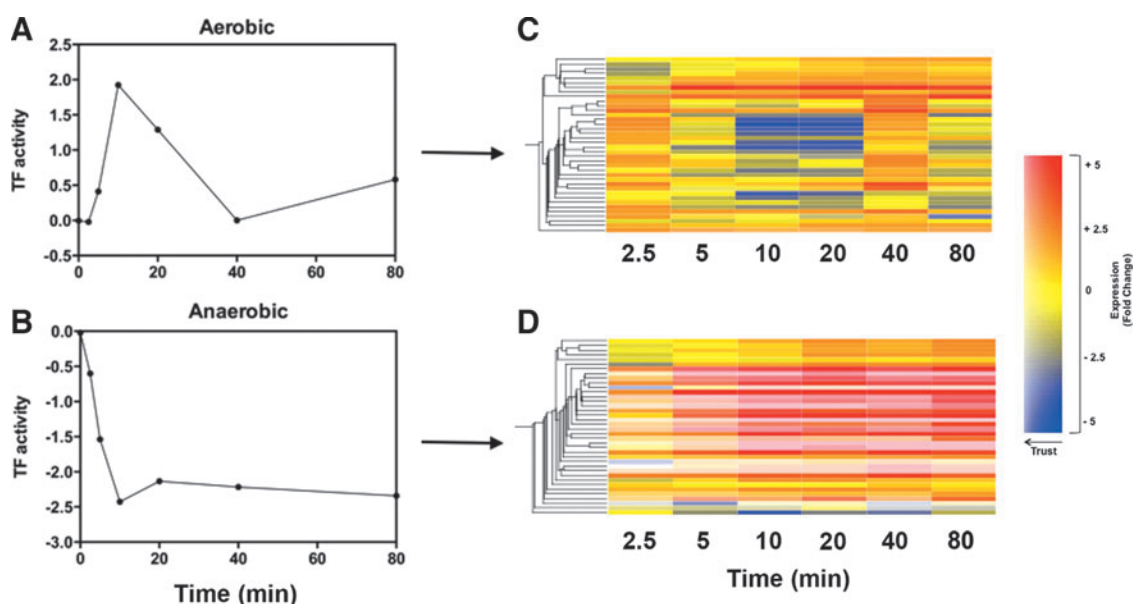 A
Aerobic
2.5
2.0
1.5
1.0
0.5
0.0
-0.5
TF activity
0 20 40 60 80
C
2.5 5 10 20 40 80
B
Anaerobic
0.0
-0.5
-1.0
-1.5
-2.0
-2.5
-3.0
TF activity
0 20 40 60 80
Time (min)
D
2.5 5 10 20 40 80
Time (min)
+ 5
+ 2.5
0
- 2.5
- 5
Expression
(Fold Change)
Trust